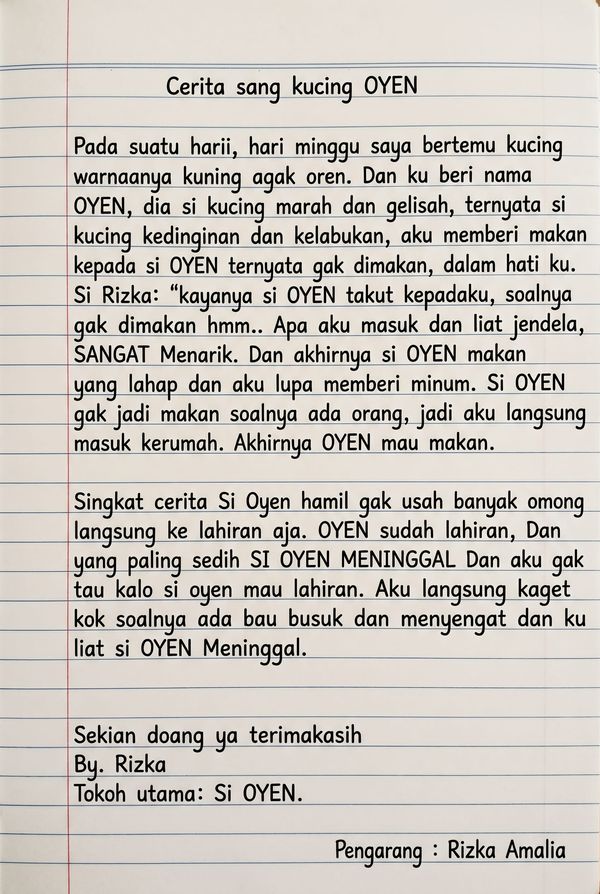 Cerita sang kucing OYEN
Pada suatu harii, hari minggu saya bertemu kucing
warnaanya kuning agak oren. Dan ku beri nama
OYEN, dia si kucing marah dan gelisah, ternyata si
kucing kedinginan dan kelabukan, aku memberi makan
kepada si OYEN ternyata gak dimakan, dalam hati ku.
Si Rizka: “kayanya si OYEN takut kepadaku, soalnya
gak dimakan hmm.. Apa aku masuk dan liat jendela,
SANGAT Menarik. Dan akhirnya si OYEN makan
yang lahap dan aku lupa memberi minum. Si OYEN
gak jadi makan soalnya ada orang, jadi aku langsung
masuk kerumah. Akhirnya OYEN mau makan.
Singkat cerita Si Oyen hamil gak usah banyak omong
langsung ke lahiran aja. OYEN sudah lahiran, Dan
yang paling sedih SI OYEN MENINGGAL Dan aku gak
tau kalo si oyen mau lahiran. Aku langsung kaget
kok soalnya ada bau busuk dan menyengat dan ku
liat si OYEN Meninggal.
Sekian doang ya terimakasih
By. Rizka
Tokoh utama: Si OYEN.
Pengarang : Rizka Amalia